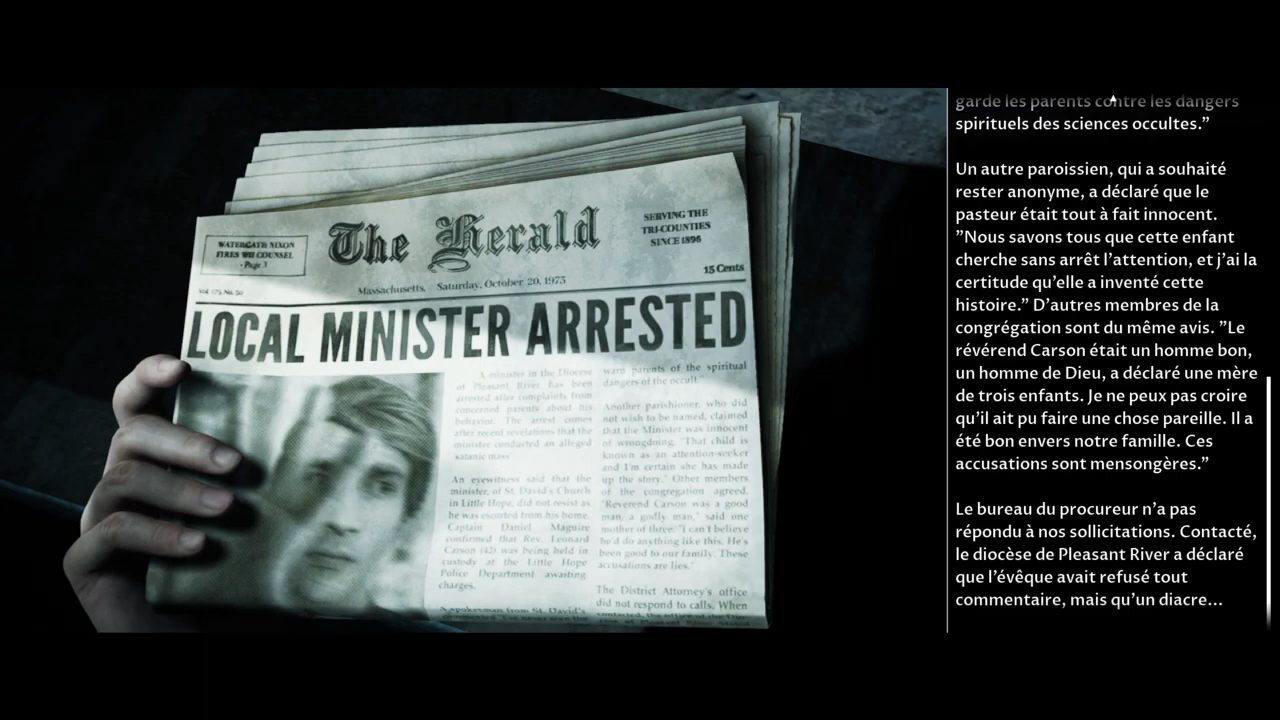 WATERGATE: NIXON
FIRES WH COUNSEL
- Page 3
The Herald
SERVING THE
TRI-COUNTIES
SINCE 1896
Massachusetts, Saturday, October 20, 1973
15 Cents
LOCAL MINISTER ARRESTED
A minister in the Diocese
of Pleasant River has been
arrested after complaints from
concerned parents about his
behavior. The arrest comes
after recent revelations that the
minister conducted an alleged
satanic mass
An eyewitness said that the
minister, of St. David's Church
in Little Hope, did not resist as
he was escorted from his home.
Captain Daniel Maguire
confirmed that Rev. Leonard
Carson (42) was being held in
custody at the Little Hope
Police Department awaiting
charges.
A spokesman from St. David's
warn parents of the spiritual
dangers of the occult."
Another parishioner, who did
not wish to be named, claimed
that the Minister was innocent
of wrongdoing. "That child is
known as an attention-seeker
and I'm certain she has made
up the story." Other members
of the congregation agreed.
"Reverend Carson was a good
man, a godly man," said one
mother of three. "I can't believe
he'd do anything like this. He's
been good to our family. These
accusations are lies."
The District Attorney's office
did not respond to calls. When
garde les parents contre les dangers
spirituels des sciences occultes.”
Un autre paroissien, qui a souhaité
rester anonyme, a déclaré que le
pasteur était tout à fait innocent.
”Nous savons tous que cette enfant
cherche sans arrêt l’attention, et j’ai la
certitude qu’elle a inventé cette
histoire.” D’autres membres de la
congrégation sont du même avis. ”Le
révérend Carson était un homme bon,
un homme de Dieu, a déclaré une mère
de trois enfants. Je ne peux pas croire
qu’il ait pu faire une chose pareille. Il a
été bon envers notre famille. Ces
accusations sont mensongères.”
Le bureau du procureur n’a pas
répondu à nos sollicitations. Contacté,
le diocèse de Pleasant River a déclaré
que l’évêque avait refusé tout
commentaire, mais qu’un diacre...